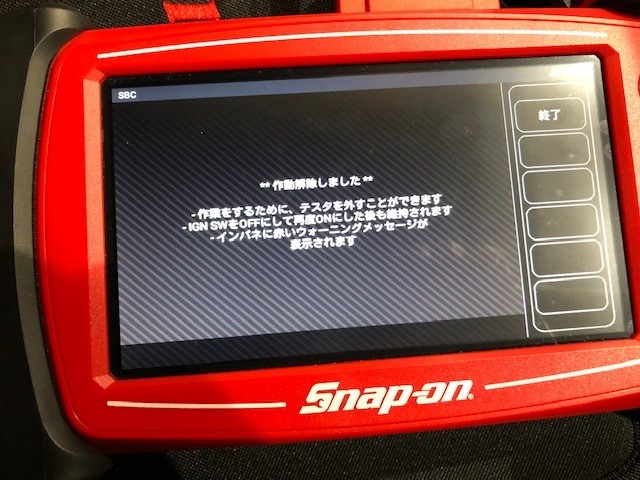 SBC
終了
** 作動解除しました **
- 作業をするために、テスタを外すことができます
- IGN SWをOFFにして再度ONにした後も維持されます
- インパネに赤いウォーニングメッセージが
表示されます
Snap-on